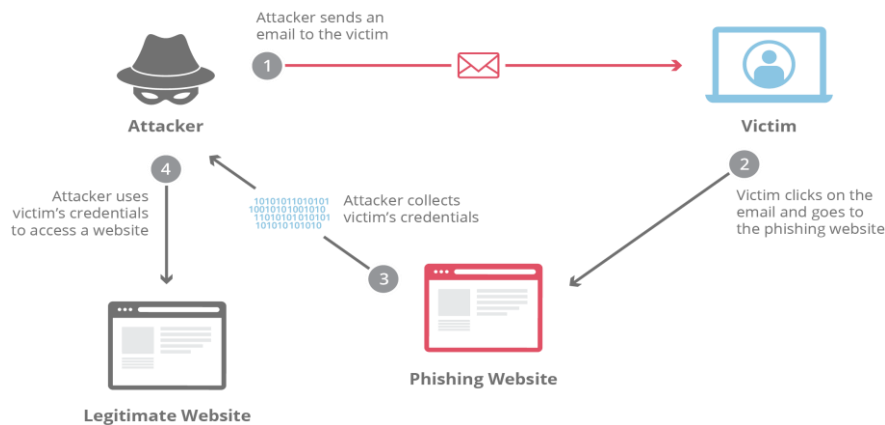 Attacker sends an
email to the victim
1
Attacker
Victim
4
2
Attacker uses
victim's credentials
to access a website
10101011010101
10010101001010
11010101010101
101010101010
Attacker collects
victim's credentials
Victim clicks on the
email and goes to
the phishing website
3
Phishing Website
Legitimate Website